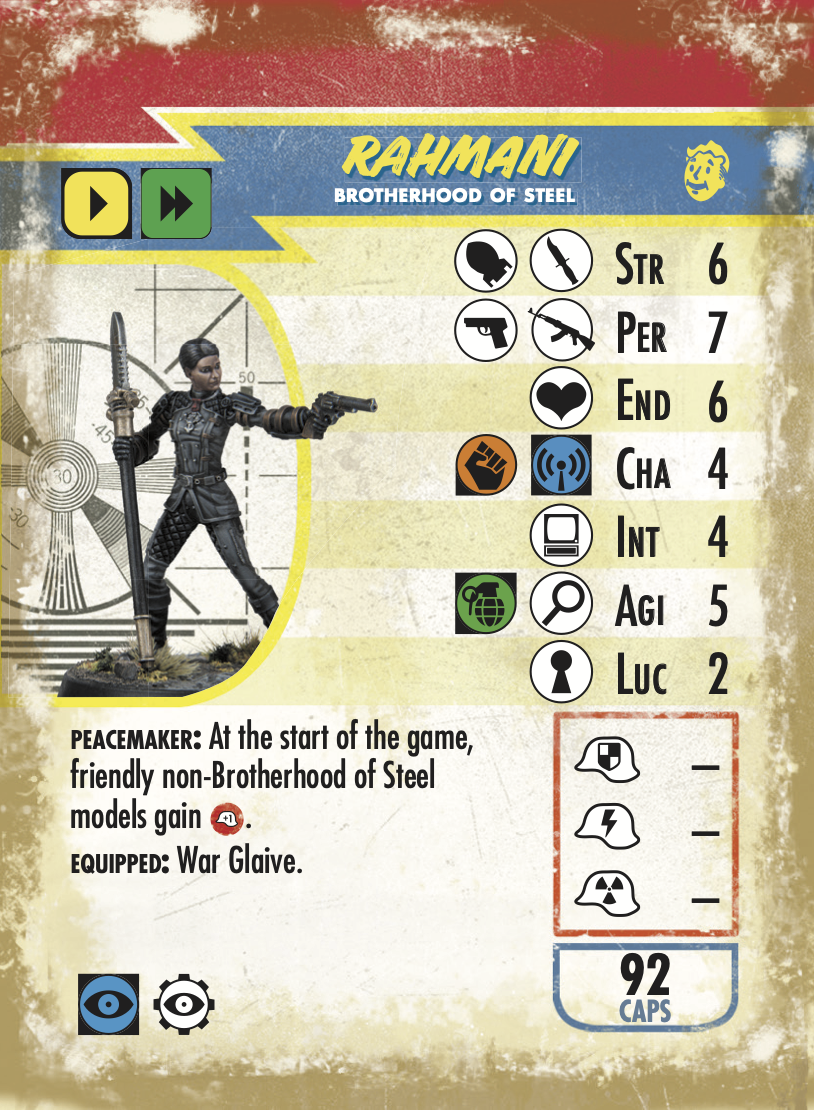 RAHMANI
BROTHERHOOD OF STEEL
STR 6
PER 7
END 6
CHA 4
INT 4
AGI 5
LUC 2
50
45
30
30
PEACEMAKER: At the start of the game,
friendly non-Brotherhood of Steel
models gain +1.
EQUIPPED: War Glaive.
–
–
–
92
CAPS